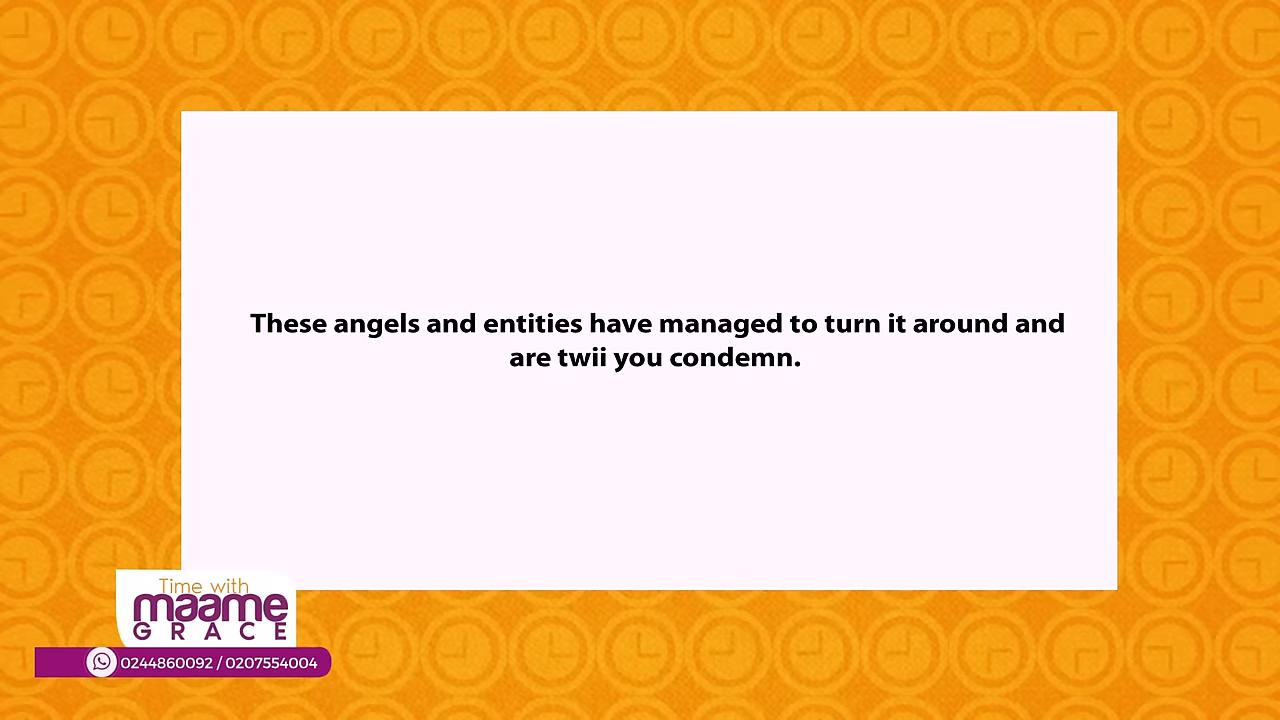 These angels and entities have managed to turn it around and
are twii you condemn.
Time with
maame
GRACE
0244860092 / 0207554004